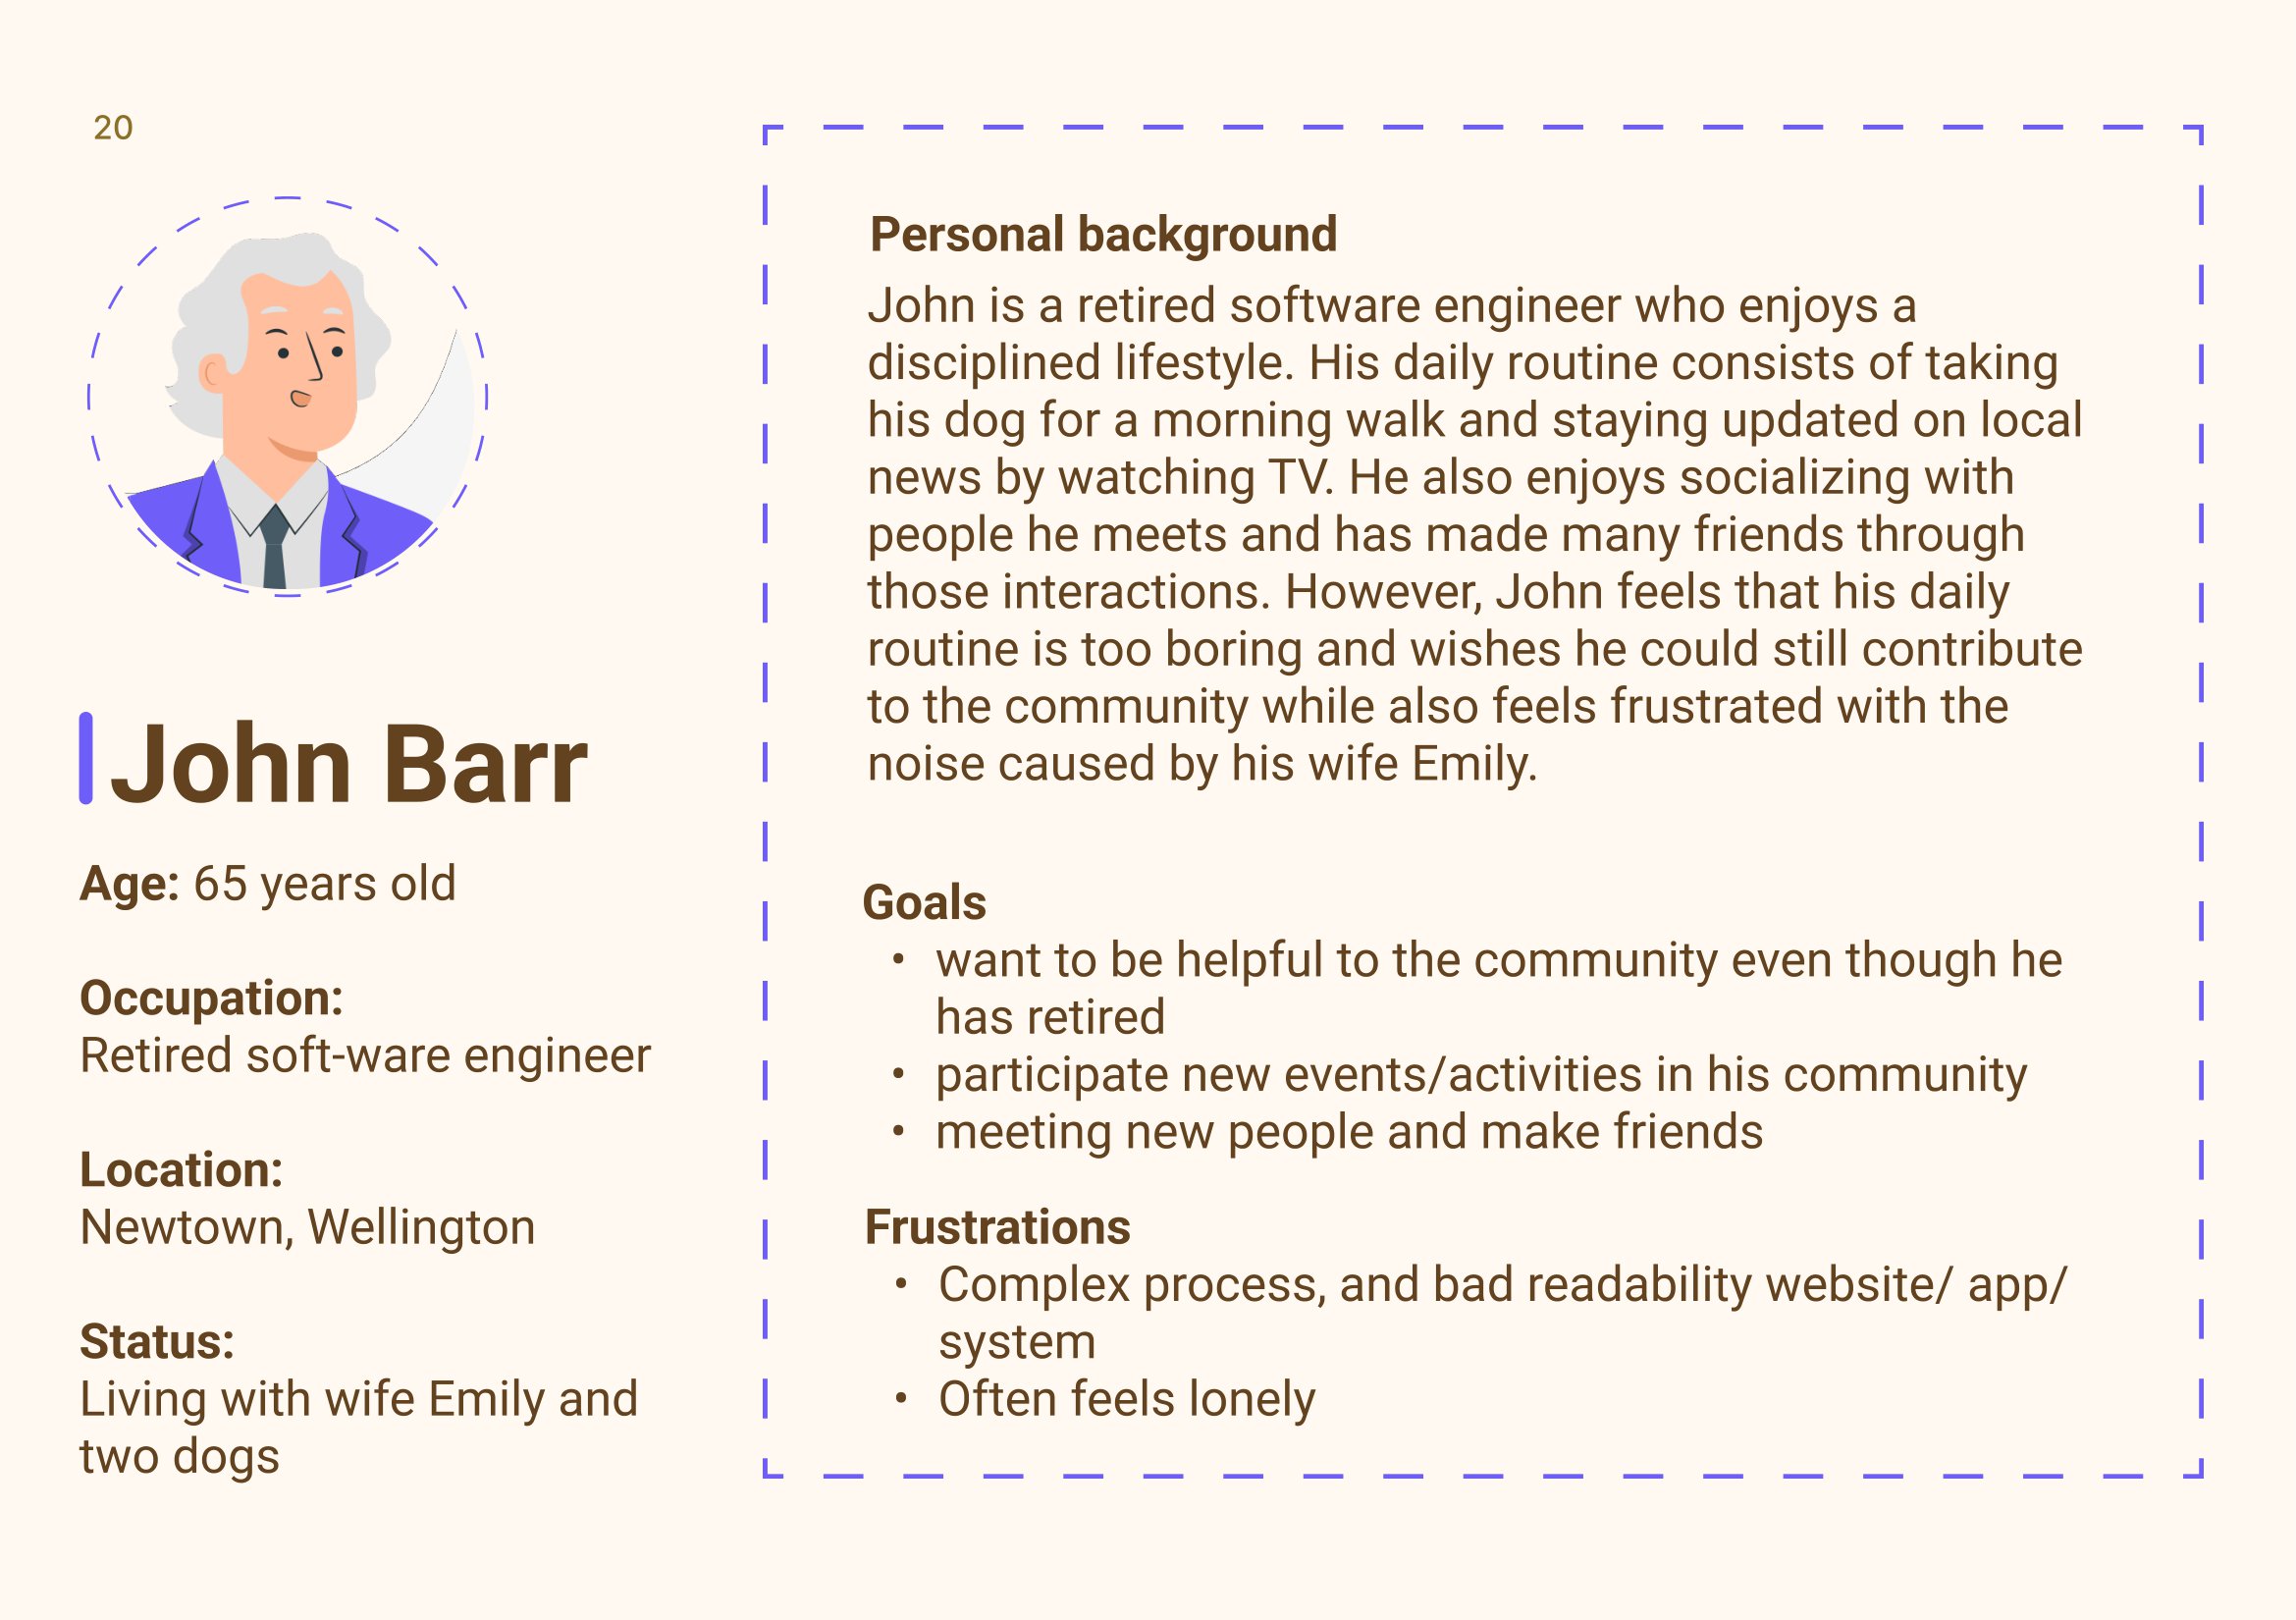 20
John Barr
Age: 65 years old
Occupation:
Retired soft-ware engineer
Location:
Newtown, Wellington
Status:
Living with wife Emily and
two dogs
Personal background
John is a retired software engineer who enjoys a
disciplined lifestyle. His daily routine consists of taking
his dog for a morning walk and staying updated on local
news by watching TV. He also enjoys socializing with
people he meets and has made many friends through
those interactions. However, John feels that his daily
routine is too boring and wishes he could still contribute
to the community while also feels frustrated with the
noise caused by his wife Emily.
Goals
• want to be helpful to the community even though he
has retired
• participate new events/activities in his community
• meeting new people and make friends
Frustrations
• Complex process, and bad readability website/ app/
system
• Often feels lonely